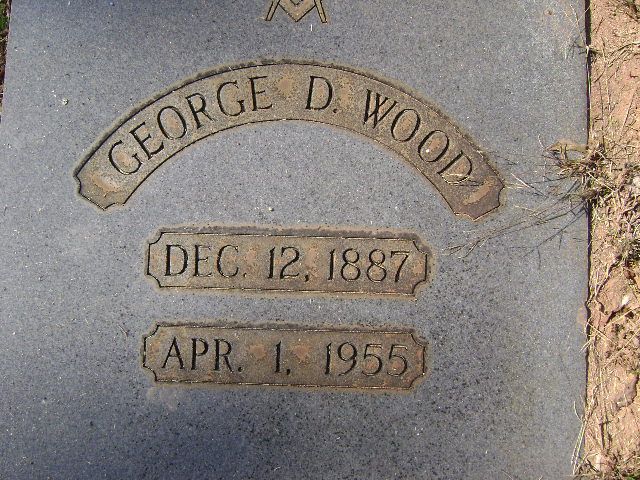 GEORGE D. WOOD
DEC. 12, 1887
APR. 1, 1955